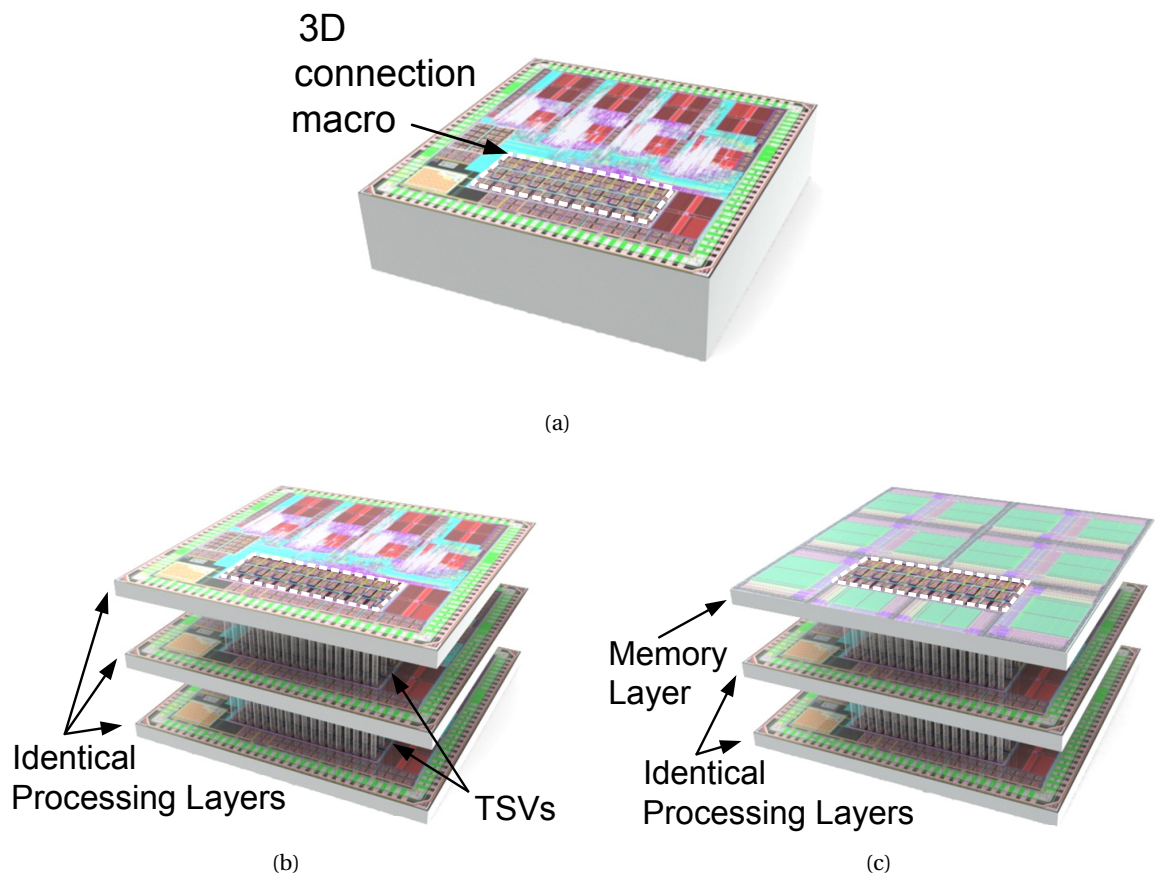 3D
connection
macro
(a)
Identical
Processing Layers
TSVs
(b)
Memory
Layer
Identical
Processing Layers
(c)